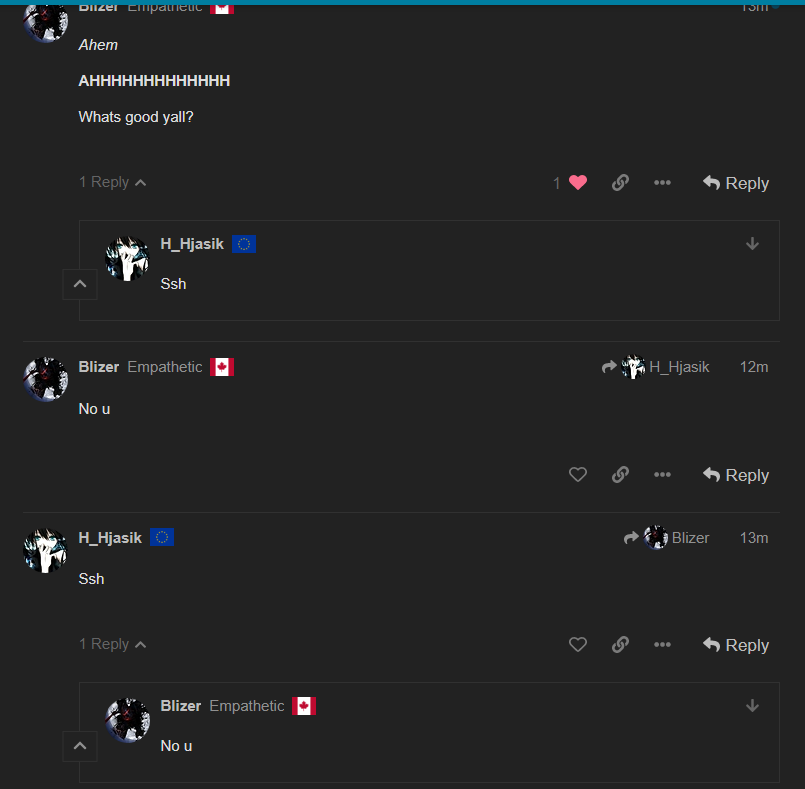 Blizer Empathetic 13m
Ahem
AHHHHHHHHHHHHH
Whats good yall?
1 Reply 1 Reply
H_Hjasik
Ssh
Blizer Empathetic H_Hjasik 12m
No u
Reply
H_Hjasik Blizer 13m
Ssh
1 Reply Reply
Blizer Empathetic
No u